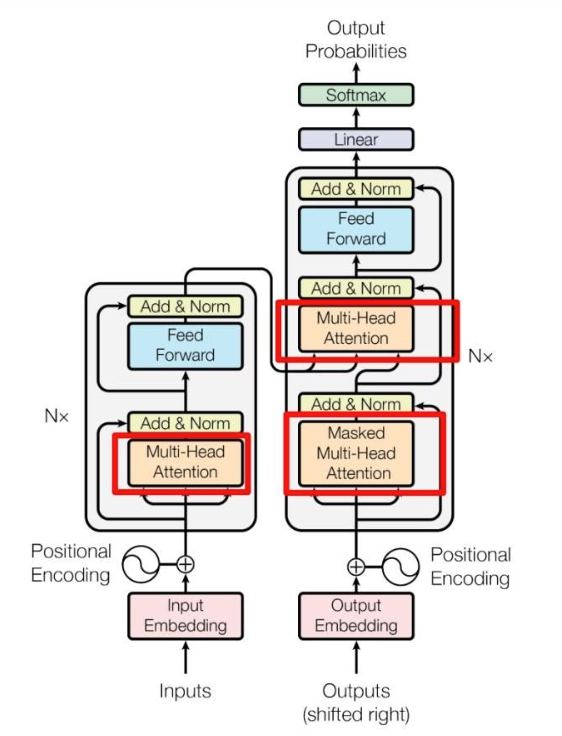 Output
Probabilities
Softmax
Linear
Add & Norm
Feed
Forward
Add & Norm
Multi-Head
Attention
Add & Norm
Masked
Multi-Head
Attention
Nx
Add & Norm
Feed
Forward
Add & Norm
Multi-Head
Attention
Nx
Positional
Encoding
Positional
Encoding
Input
Embedding
Output
Embedding
Inputs
Outputs
(shifted right)